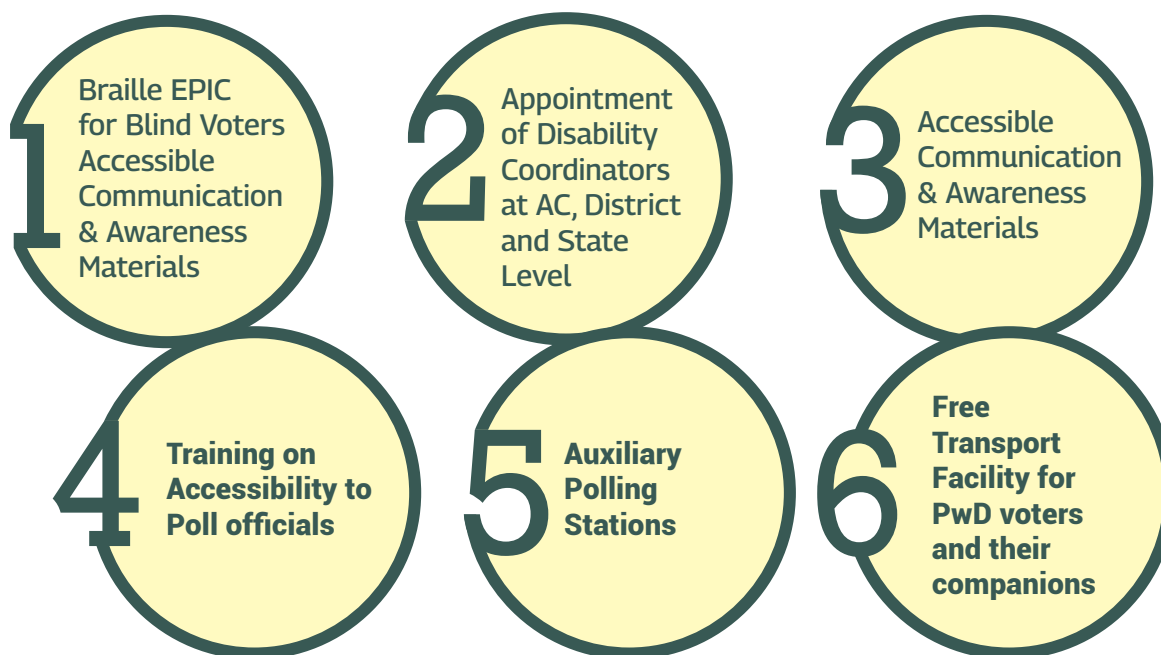 1
Braille EPIC
for Blind Voters
Accessible
Communication
& Awareness
Materials
2
Appointment
of Disability
Coordinators
at AC, District
and State
Level
3
Accessible
Communication
& Awareness
Materials
4
Training on
Accessibility to
Poll officials
5
Auxiliary
Polling
Stations
6
Free
Transport
Facility for
PwD voters
and their
companions